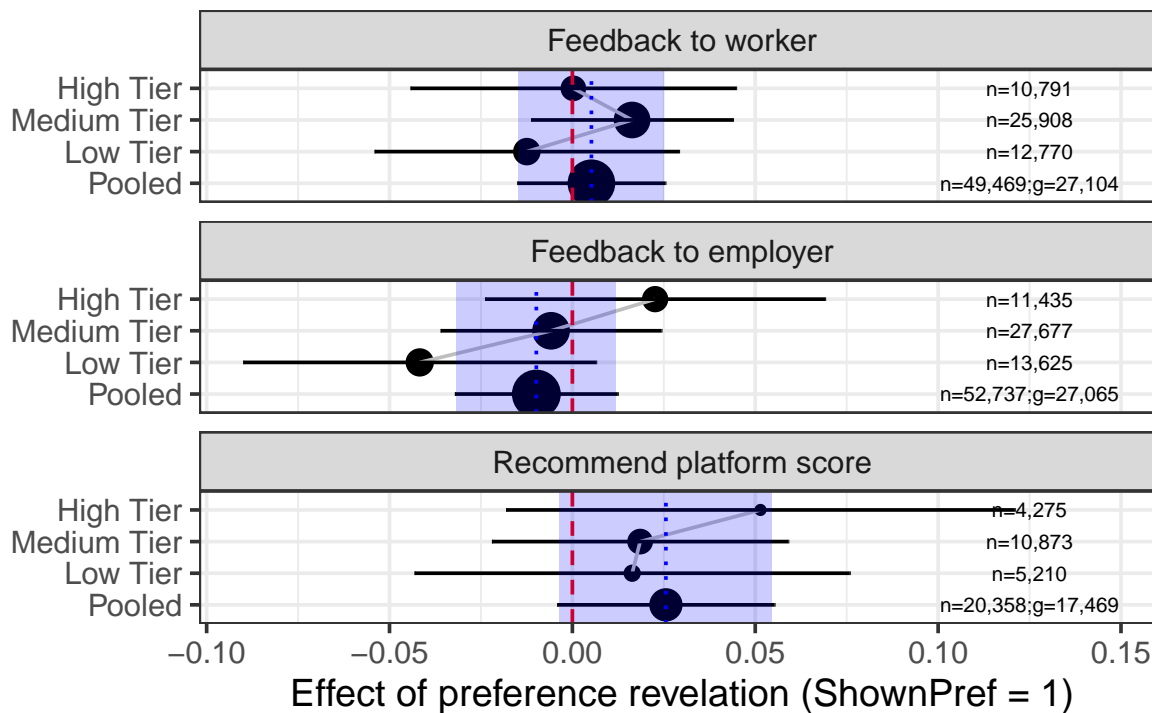 Feedback to worker
High Tier n=10,791
Medium Tier n=25,908
Low Tier n=12,770
Pooled n=49,469;g=27,104
Feedback to employer
High Tier n=11,435
Medium Tier n=27,677
Low Tier n=13,625
Pooled n=52,737;g=27,065
Recommend platform score
High Tier n=4,275
Medium Tier n=10,873
Low Tier n=5,210
Pooled n=20,358;g=17,469
−0.10 −0.05 0.00 0.05 0.10 0.15
Effect of preference revelation (ShownPref = 1)